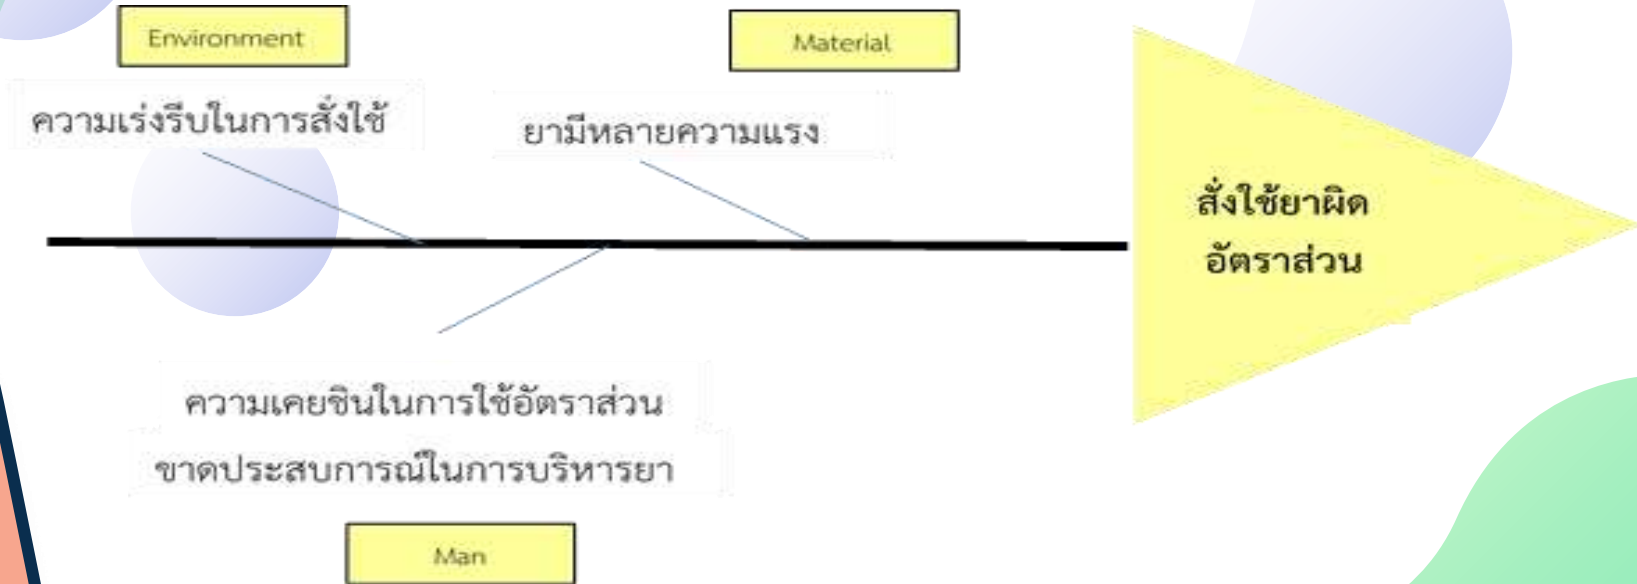 Environment
Material
ความเร่งรีบในการสั่งใช้
ยามีหลายความแรง
สั่งใช้ยาผิด
อัตราส่วน
ความเคยชินในการใช้อัตราส่วน
ขาดประสบการณ์ในการบริหารยา
Man